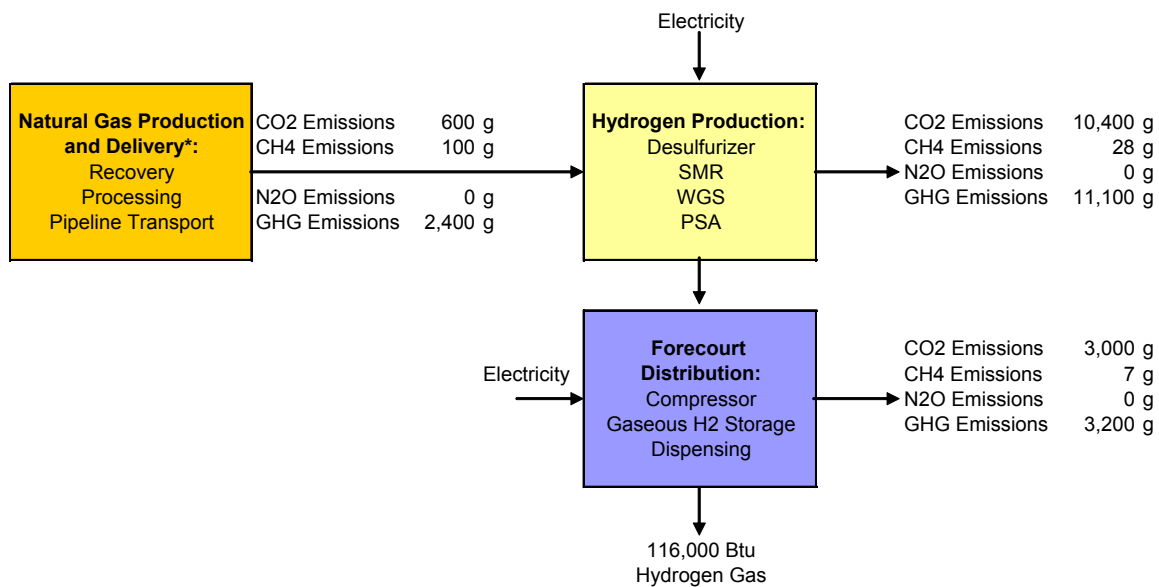 Electricity
Natural Gas Production
and Delivery*:
Recovery
Processing
Pipeline Transport
CO2 Emissions 600 g
CH4 Emissions 100 g
N2O Emissions 0 g
GHG Emissions 2,400 g
Hydrogen Production:
Desulfurizer
SMR
WGS
PSA
CO2 Emissions 10,400 g
CH4 Emissions 28 g
N2O Emissions 0 g
GHG Emissions 11,100 g
Electricity
Forecourt
Distribution:
Compressor
Gaseous H2 Storage
Dispensing
CO2 Emissions 3,000 g
CH4 Emissions 7 g
N2O Emissions 0 g
GHG Emissions 3,200 g
116,000 Btu
Hydrogen Gas